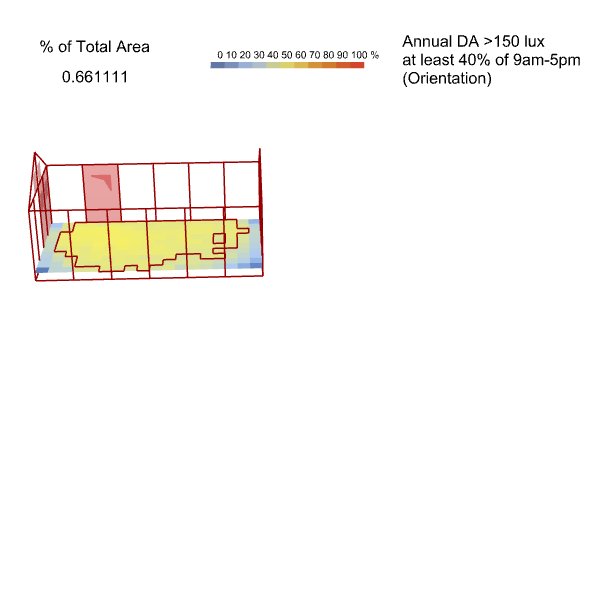 % of Total Area
0.661111
0 10 20 30 40 50 60 70 80 90 100 %
Annual DA >150 lux
at least 40% of 9am-5pm
(Orientation)